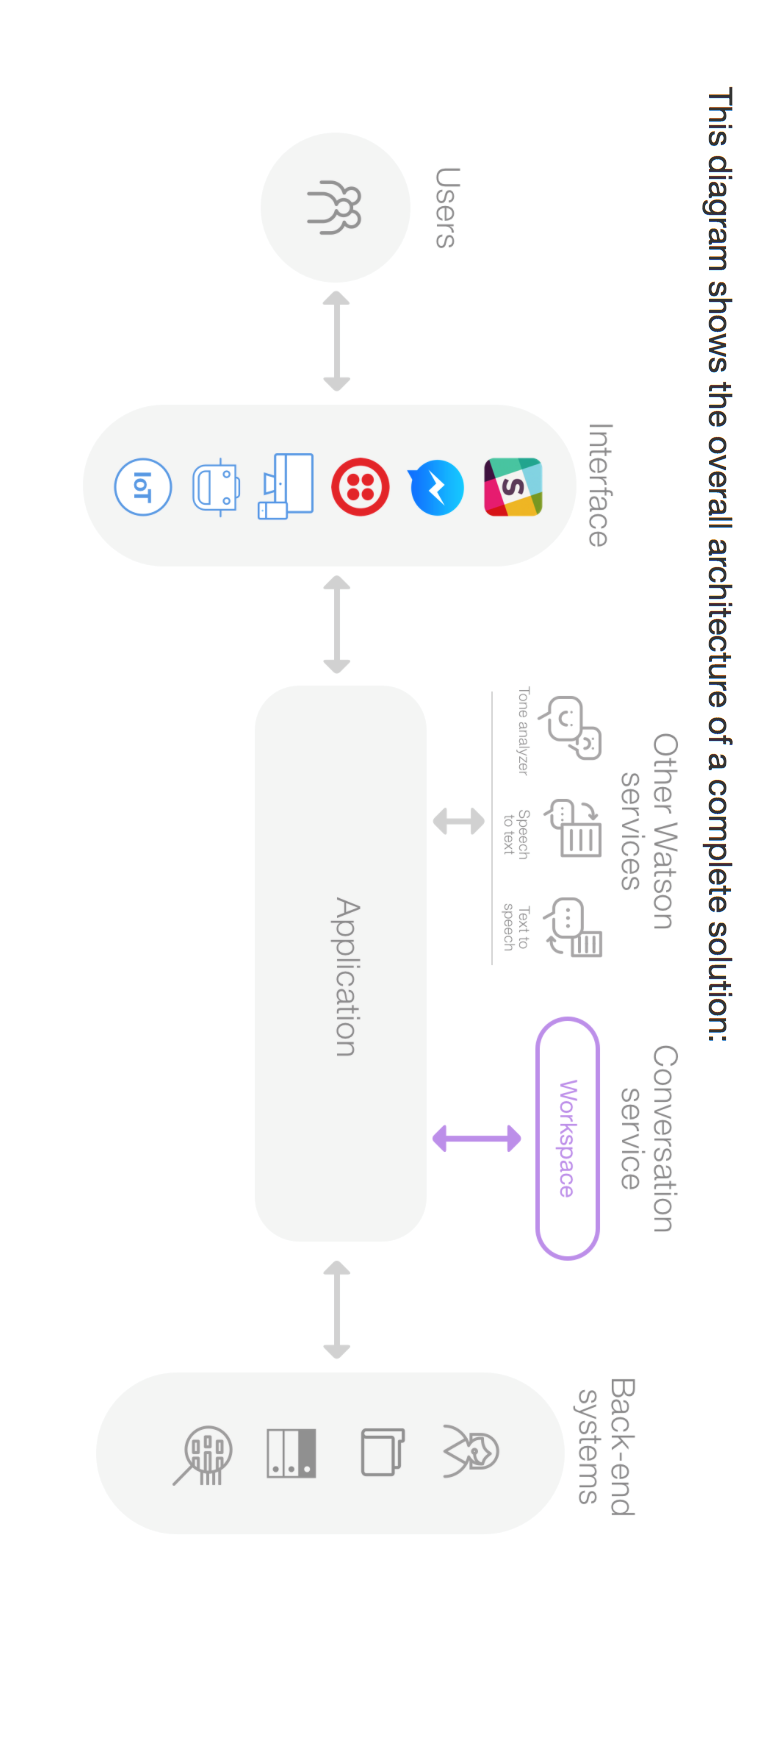 This diagram shows the overall architecture of a complete solution:
Users
Interface
S
IoT
Other Watson
services
Tone analyzer
Speech
to text
Text to
speech
Conversation
service
Workspace
Application
Back-end
systems